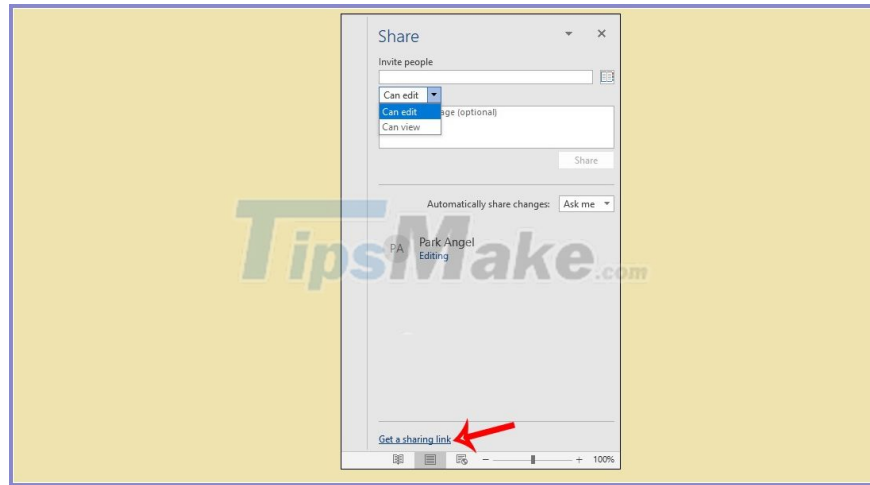 Share
Invite people
Can edit
Can edit
age (optional)
Can view
Share
Automatically share changes: Ask me
TipsMake.com
PA Park Angel
Editing
Get a sharing link
- + 100%